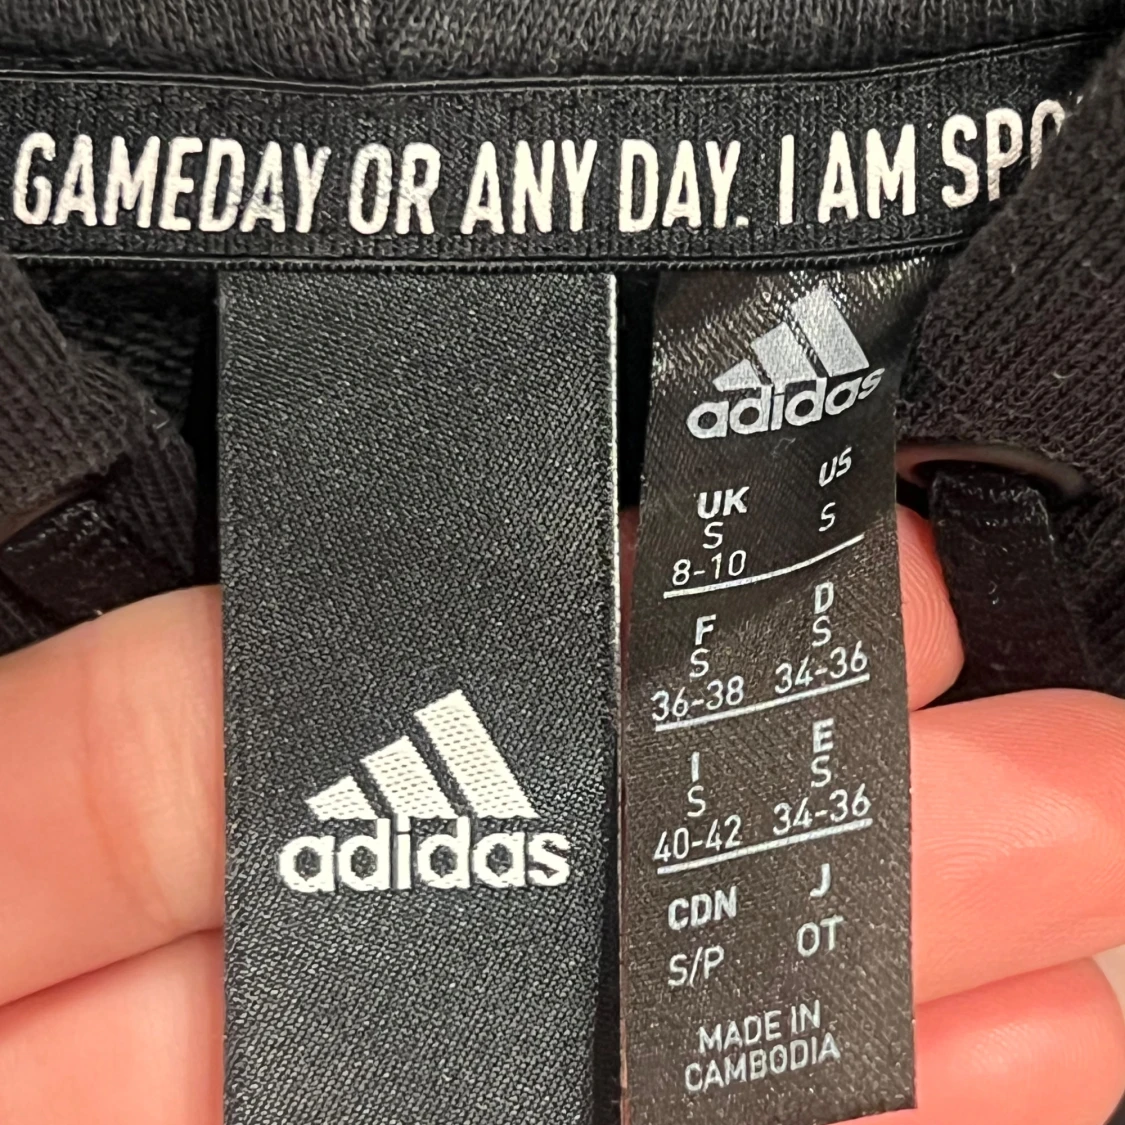 GAMEDAY OR ANY DAY. I AM
adidas
adidas
UK US
S S
8-10
F D
S S
36-38 34-36
I E
S S
40-42 34-36
CDN J
S/P OT
MADE IN
CAMBODIA